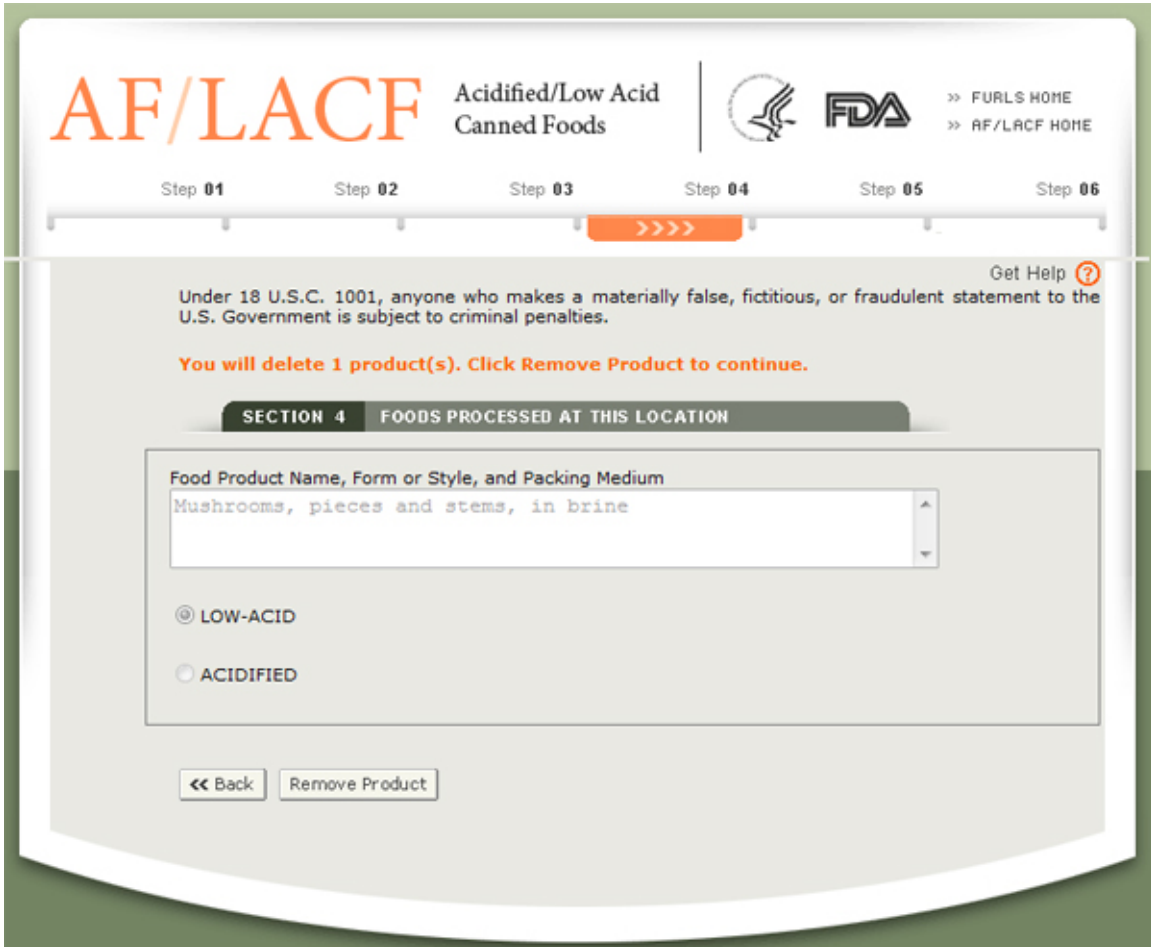 AF/LACF
Acidified/Low Acid
Canned Foods
FDA
>> FURLS HOME
>> AF/LACF HOME
Step 01 Step 02 Step 03 Step 04 Step 05 Step 06
>>>>
Get Help ?
Under 18 U.S.C. 1001, anyone who makes a materially false, fictitious, or fraudulent statement to the
U.S. Government is subject to criminal penalties.
You will delete 1 product(s). Click Remove Product to continue.
SECTION 4 FOODS PROCESSED AT THIS LOCATION
Food Product Name, Form or Style, and Packing Medium
Mushrooms, pieces and stems, in brine
LOW-ACID
ACIDIFIED
<< Back Remove Product